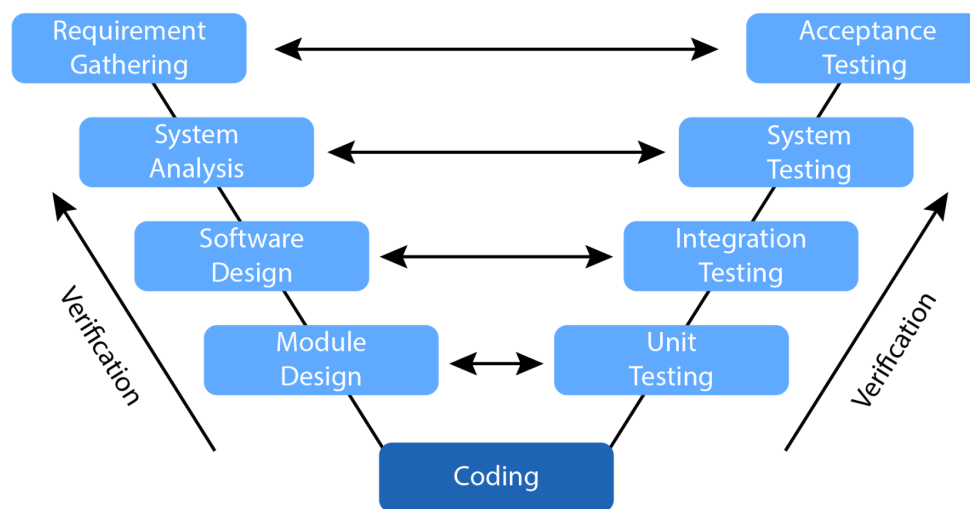 Requirement
Gathering
Acceptance
Testing
System
Analysis
System
Testing
Software
Design
Integration
Testing
Module
Design
Unit
Testing
Coding
Verification
Verification